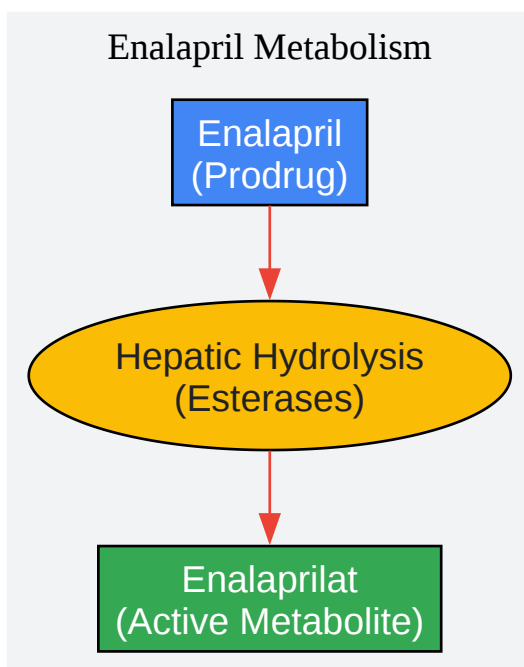 Enalapril Metabolism
Enalapril
(Prodrug)
Hepatic Hydrolysis
(Esterases)
Enalaprilat
(Active Metabolite)